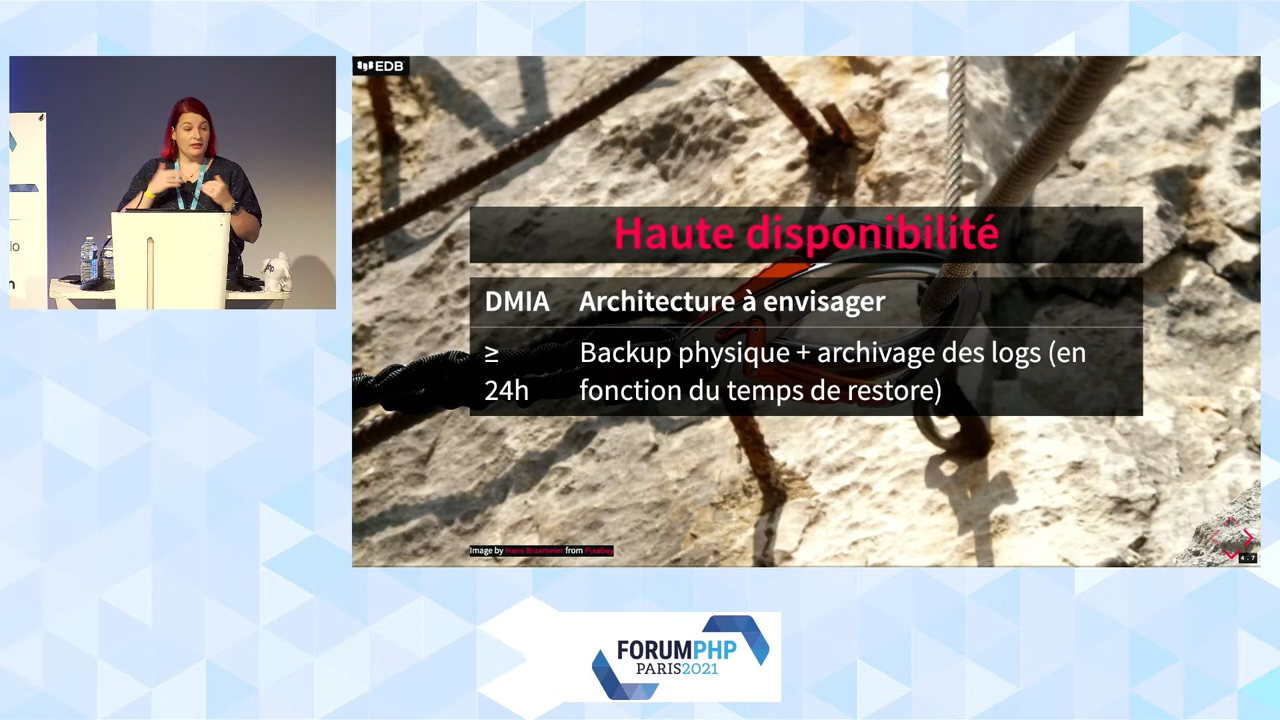 EDB
Haute disponibilité
DMIA Architecture à envisager
≥ Backup physique + archivage des logs (en
24h fonction du temps de restore)
Image by Hans Braxmeier from Pixabay
FORUMPHP
PARIS2021